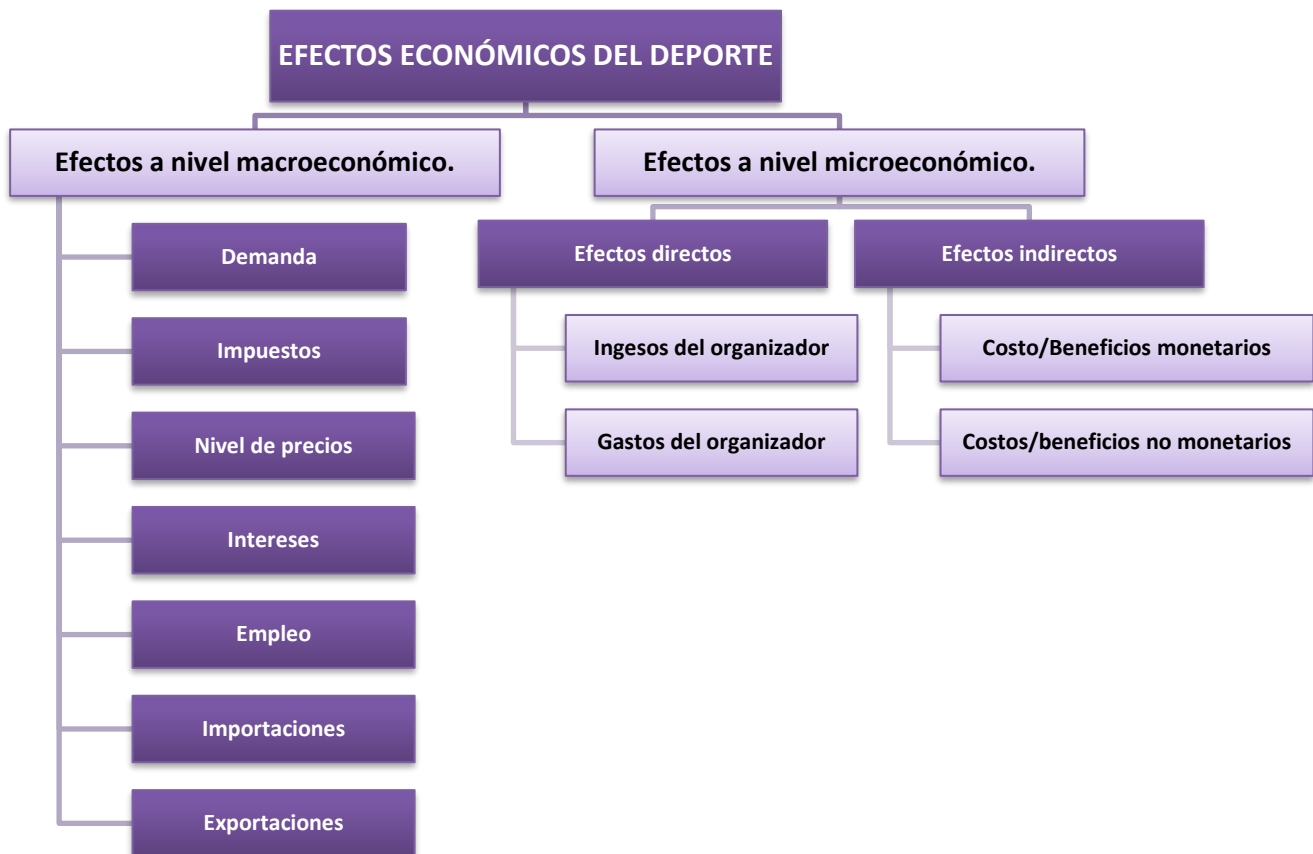 EFECTOS ECONÓMICOS DEL DEPORTE
Efectos a nivel macroeconómico.
Demanda
Impuestos
Nivel de precios
Intereses
Empleo
Importaciones
Exportaciones
Efectos a nivel microeconómico.
Efectos directos
Ingesos del organizador
Gastos del organizador
Efectos indirectos
Costo/Beneficios monetarios
Costos/beneficios no monetarios